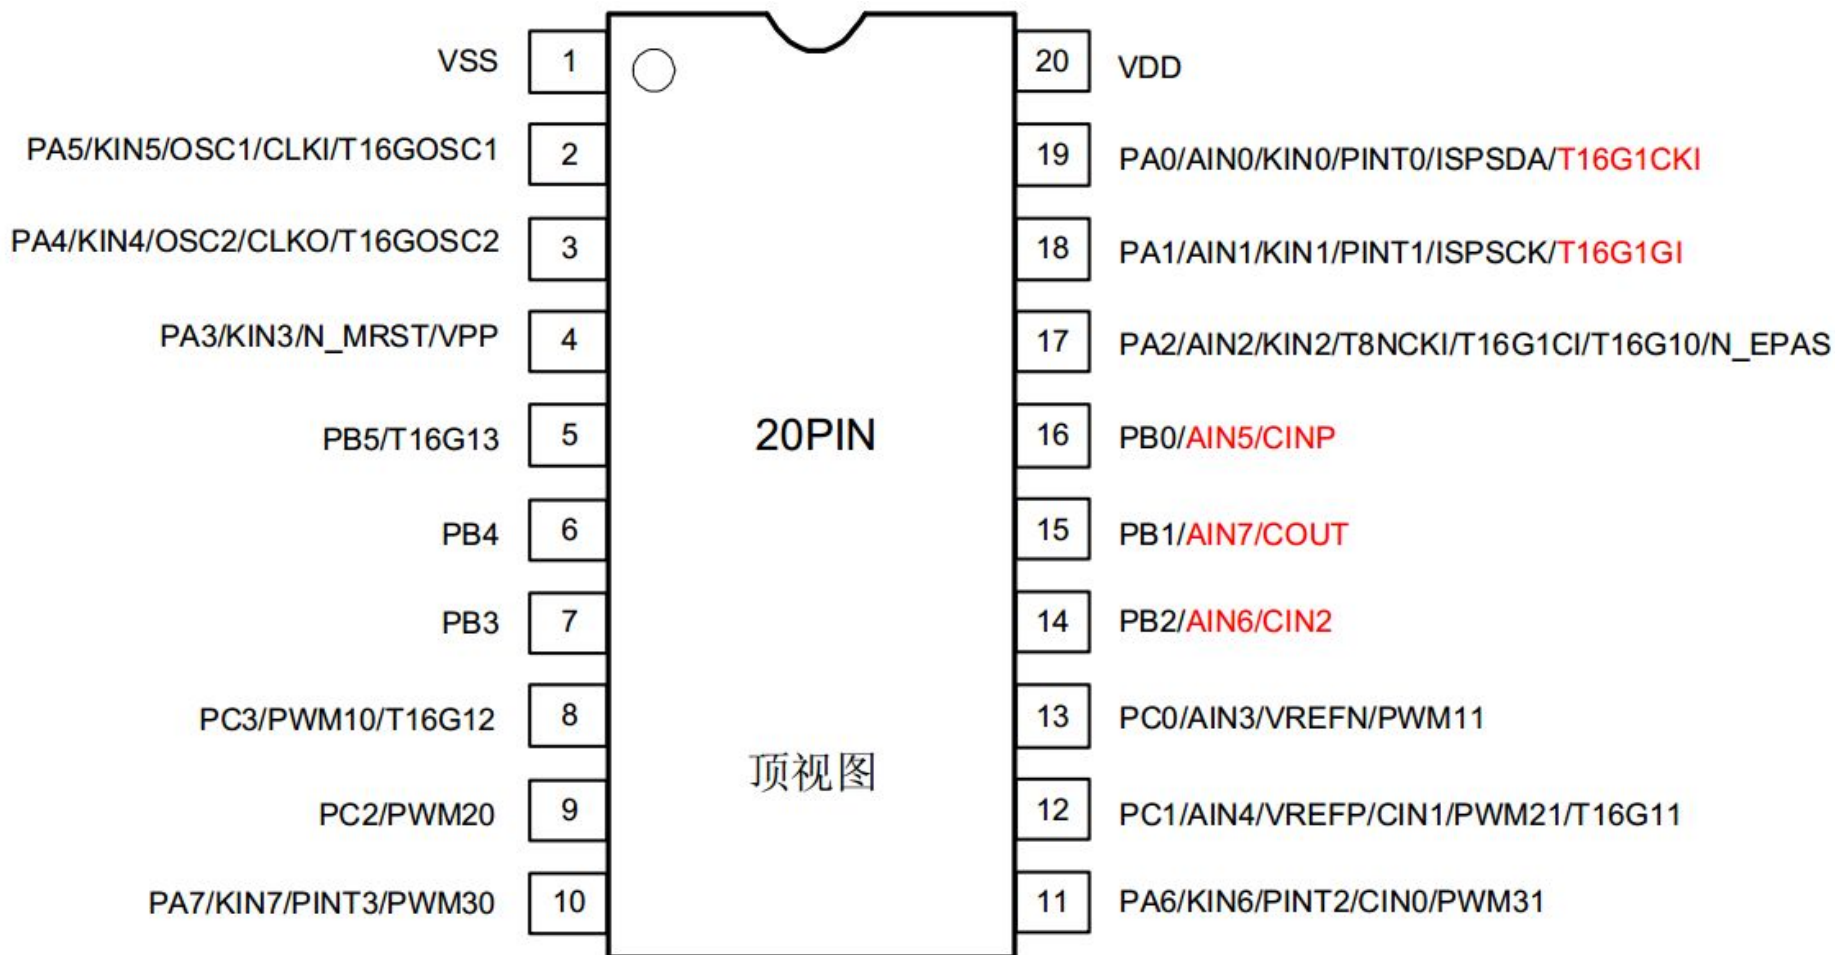 VSS 1 20 VDD
PA5/KIN5/OSC1/CLKI/T16GOSC1 2 19 PA0/AIN0/KIN0/PINT0/ISPSDA/T16G1CKI
PA4/KIN4/OSC2/CLKO/T16GOSC2 3 18 PA1/AIN1/KIN1/PINT1/ISPSCK/T16G1GI
PA3/KIN3/N_MRST/VPP 4 17 PA2/AIN2/KIN2/T8NCKI/T16G1CI/T16G10/N_EPAS
PB5/T16G13 5 20PIN 16 PB0/AIN5/CINP
PB4 6 15 PB1/AIN7/COUT
PB3 7 14 PB2/AIN6/CIN2
PC3/PWM10/T16G12 8 13 PC0/AIN3/VREFN/PWM11
顶视图
PC2/PWM20 9 12 PC1/AIN4/VREFP/CIN1/PWM21/T16G11
PA7/KIN7/PINT3/PWM30 10 11 PA6/KIN6/PINT2/CIN0/PWM31